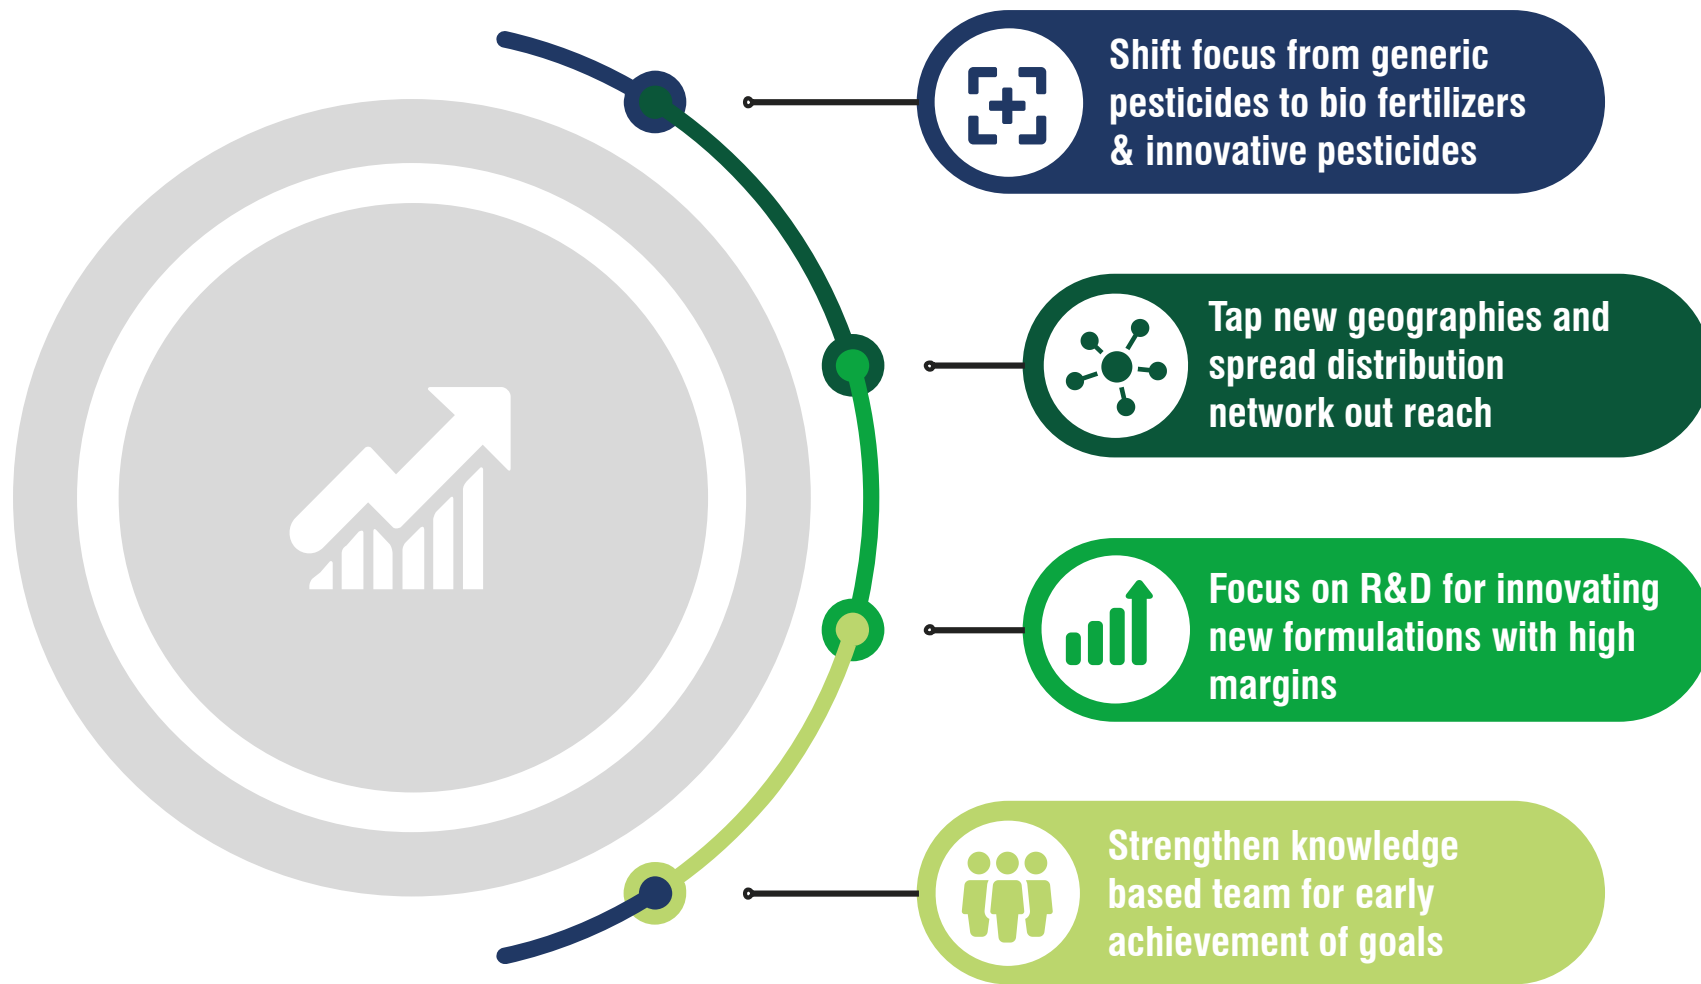 Shift focus from generic
pesticides to bio fertilizers
& innovative pesticides
Tap new geographies and
spread distribution
network out reach
Focus on R&D for innovating
new formulations with high
margins
Strengthen knowledge
based team for early
achievement of goals